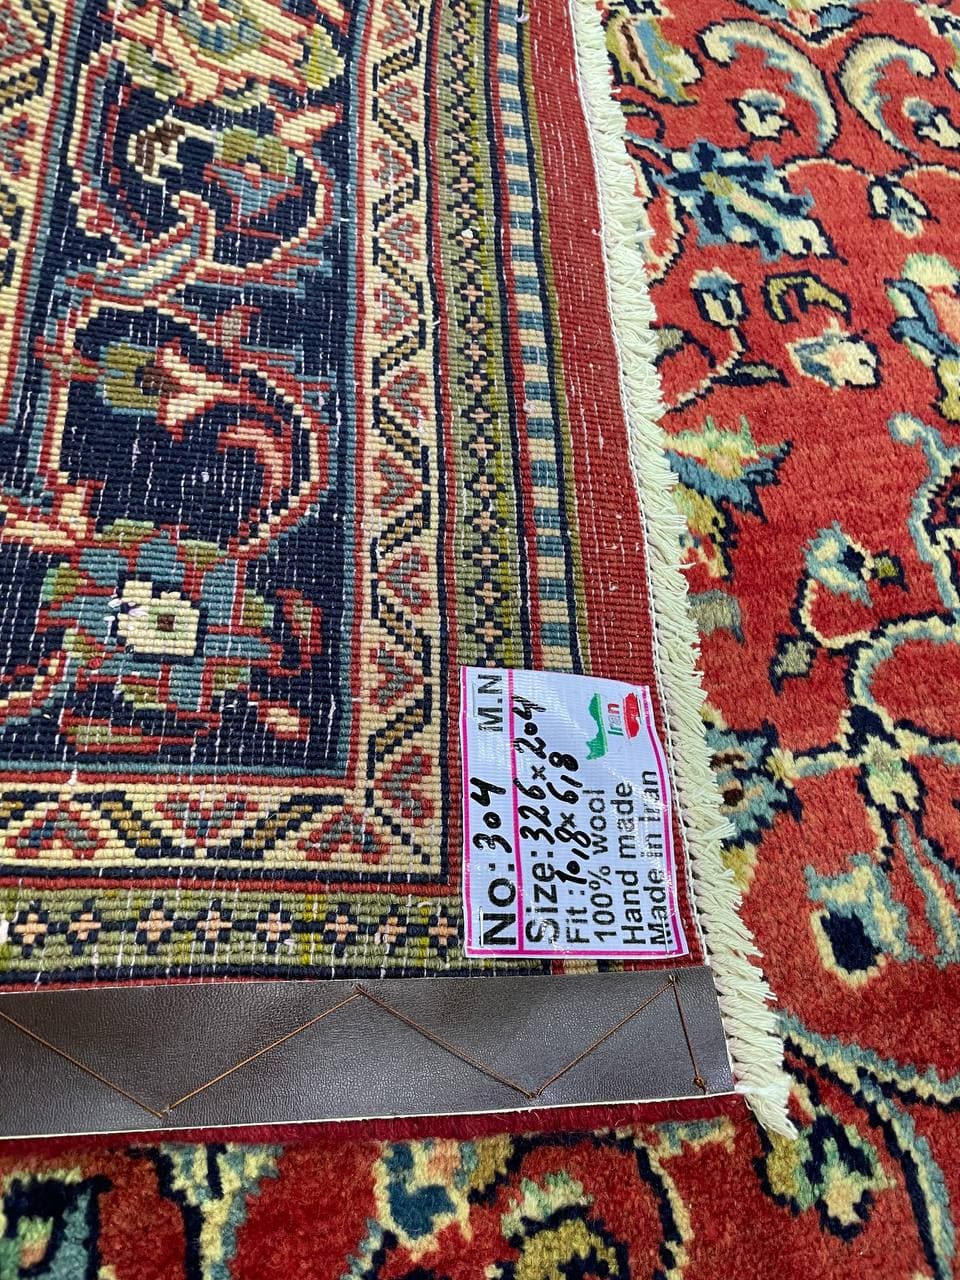 M.N
Iran
No: 304
Size: 326×204
Fit: 10,8×6,8
100% wool
Hand made
Made in Iran